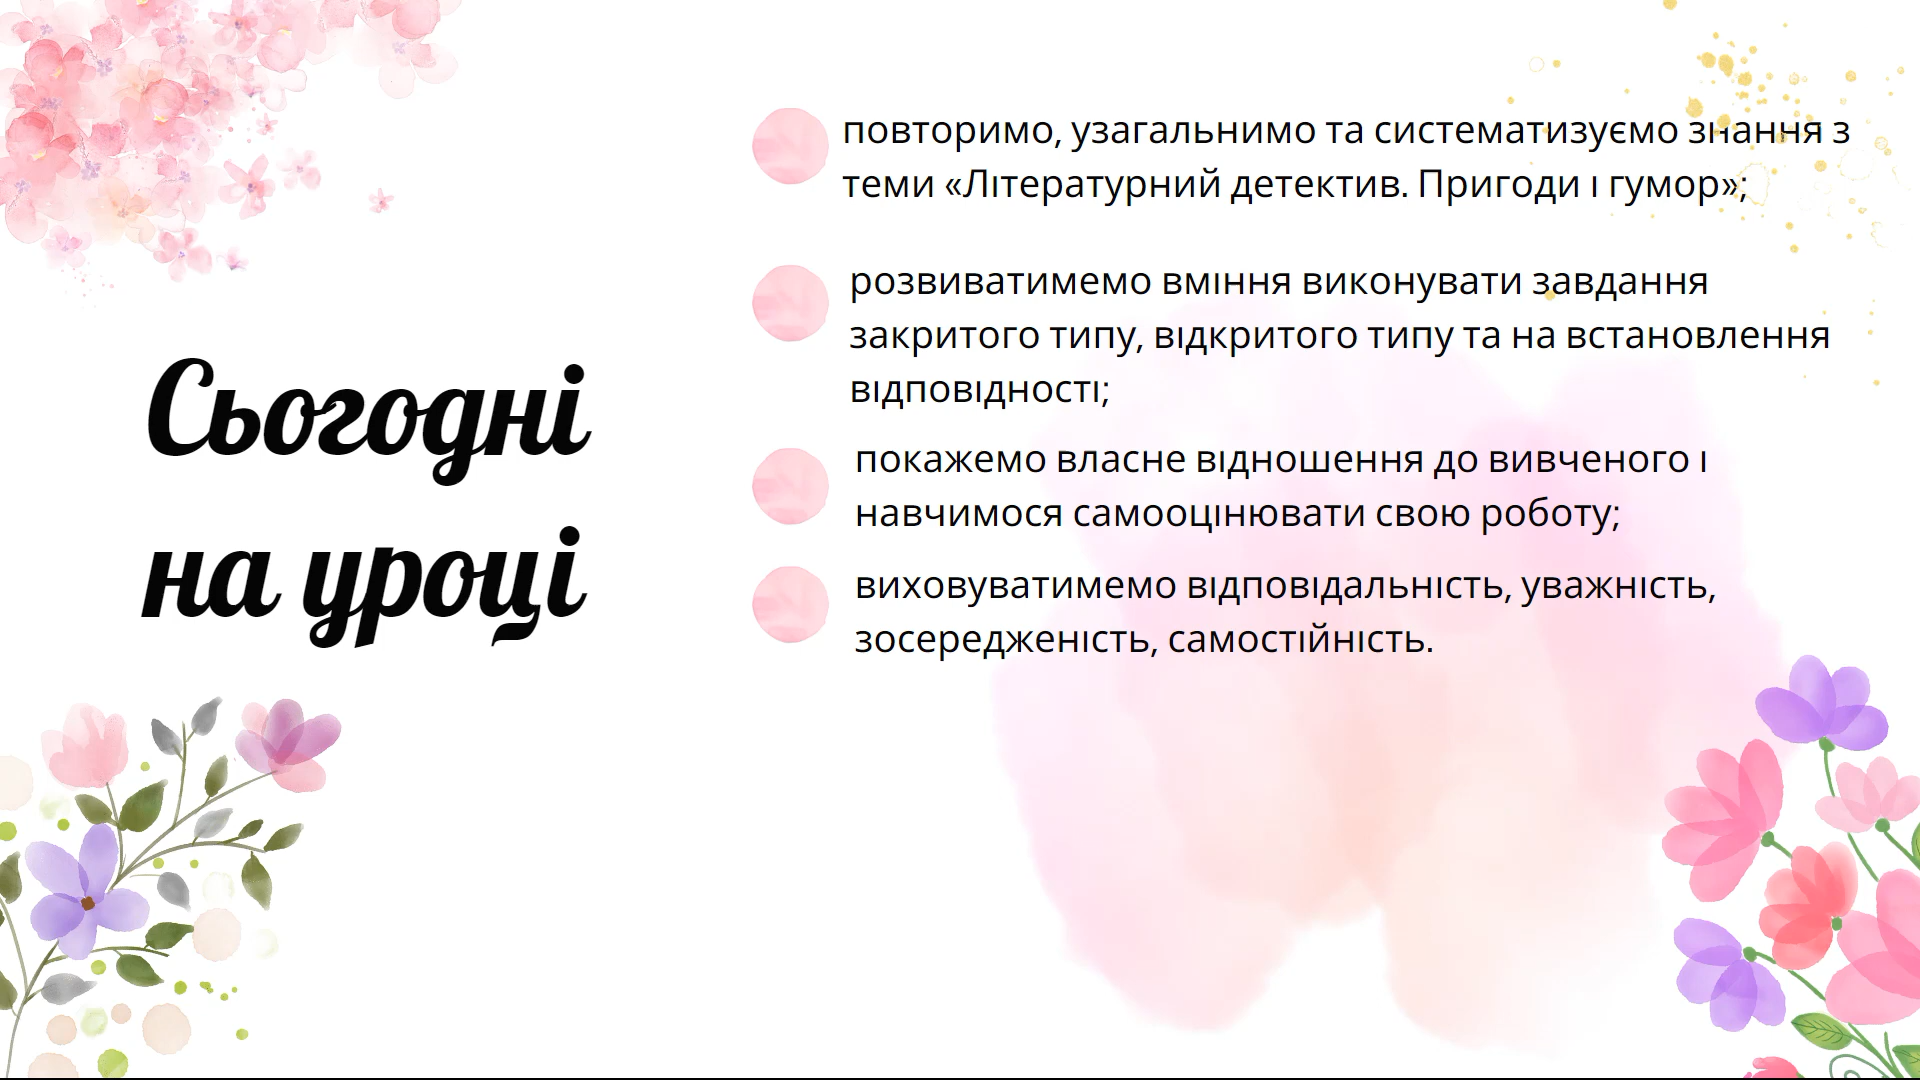 Сьогодні
на уроці
повторимо, узагальнимо та систематизуємо знання з
теми «Літературний детектив. Пригоди і гумор»;
розвиватимемо вміння виконувати завдання
закритого типу, відкритого типу та на встановлення
відповідності;
покажемо власне відношення до вивченого і
навчимося самооцінювати свою роботу;
виховуватимемо відповідальність, уважність,
зосередженість, самостійність.